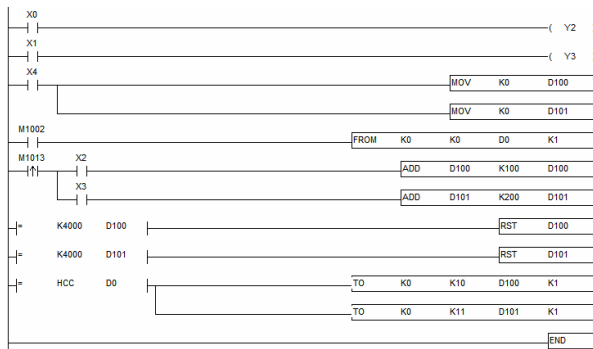 X0
( Y2
X1
( Y3
X4
MOV K0 D100
MOV K0 D101
M1002
FROM K0 K0 D0 K1
M1013 X2
ADD D100 K100 D100
X3
ADD D101 K200 D101
= K4000 D100 RST D100
= K4000 D101 RST D101
= HCC D0 TO K0 K10 D100 K1
TO K0 K11 D101 K1
END